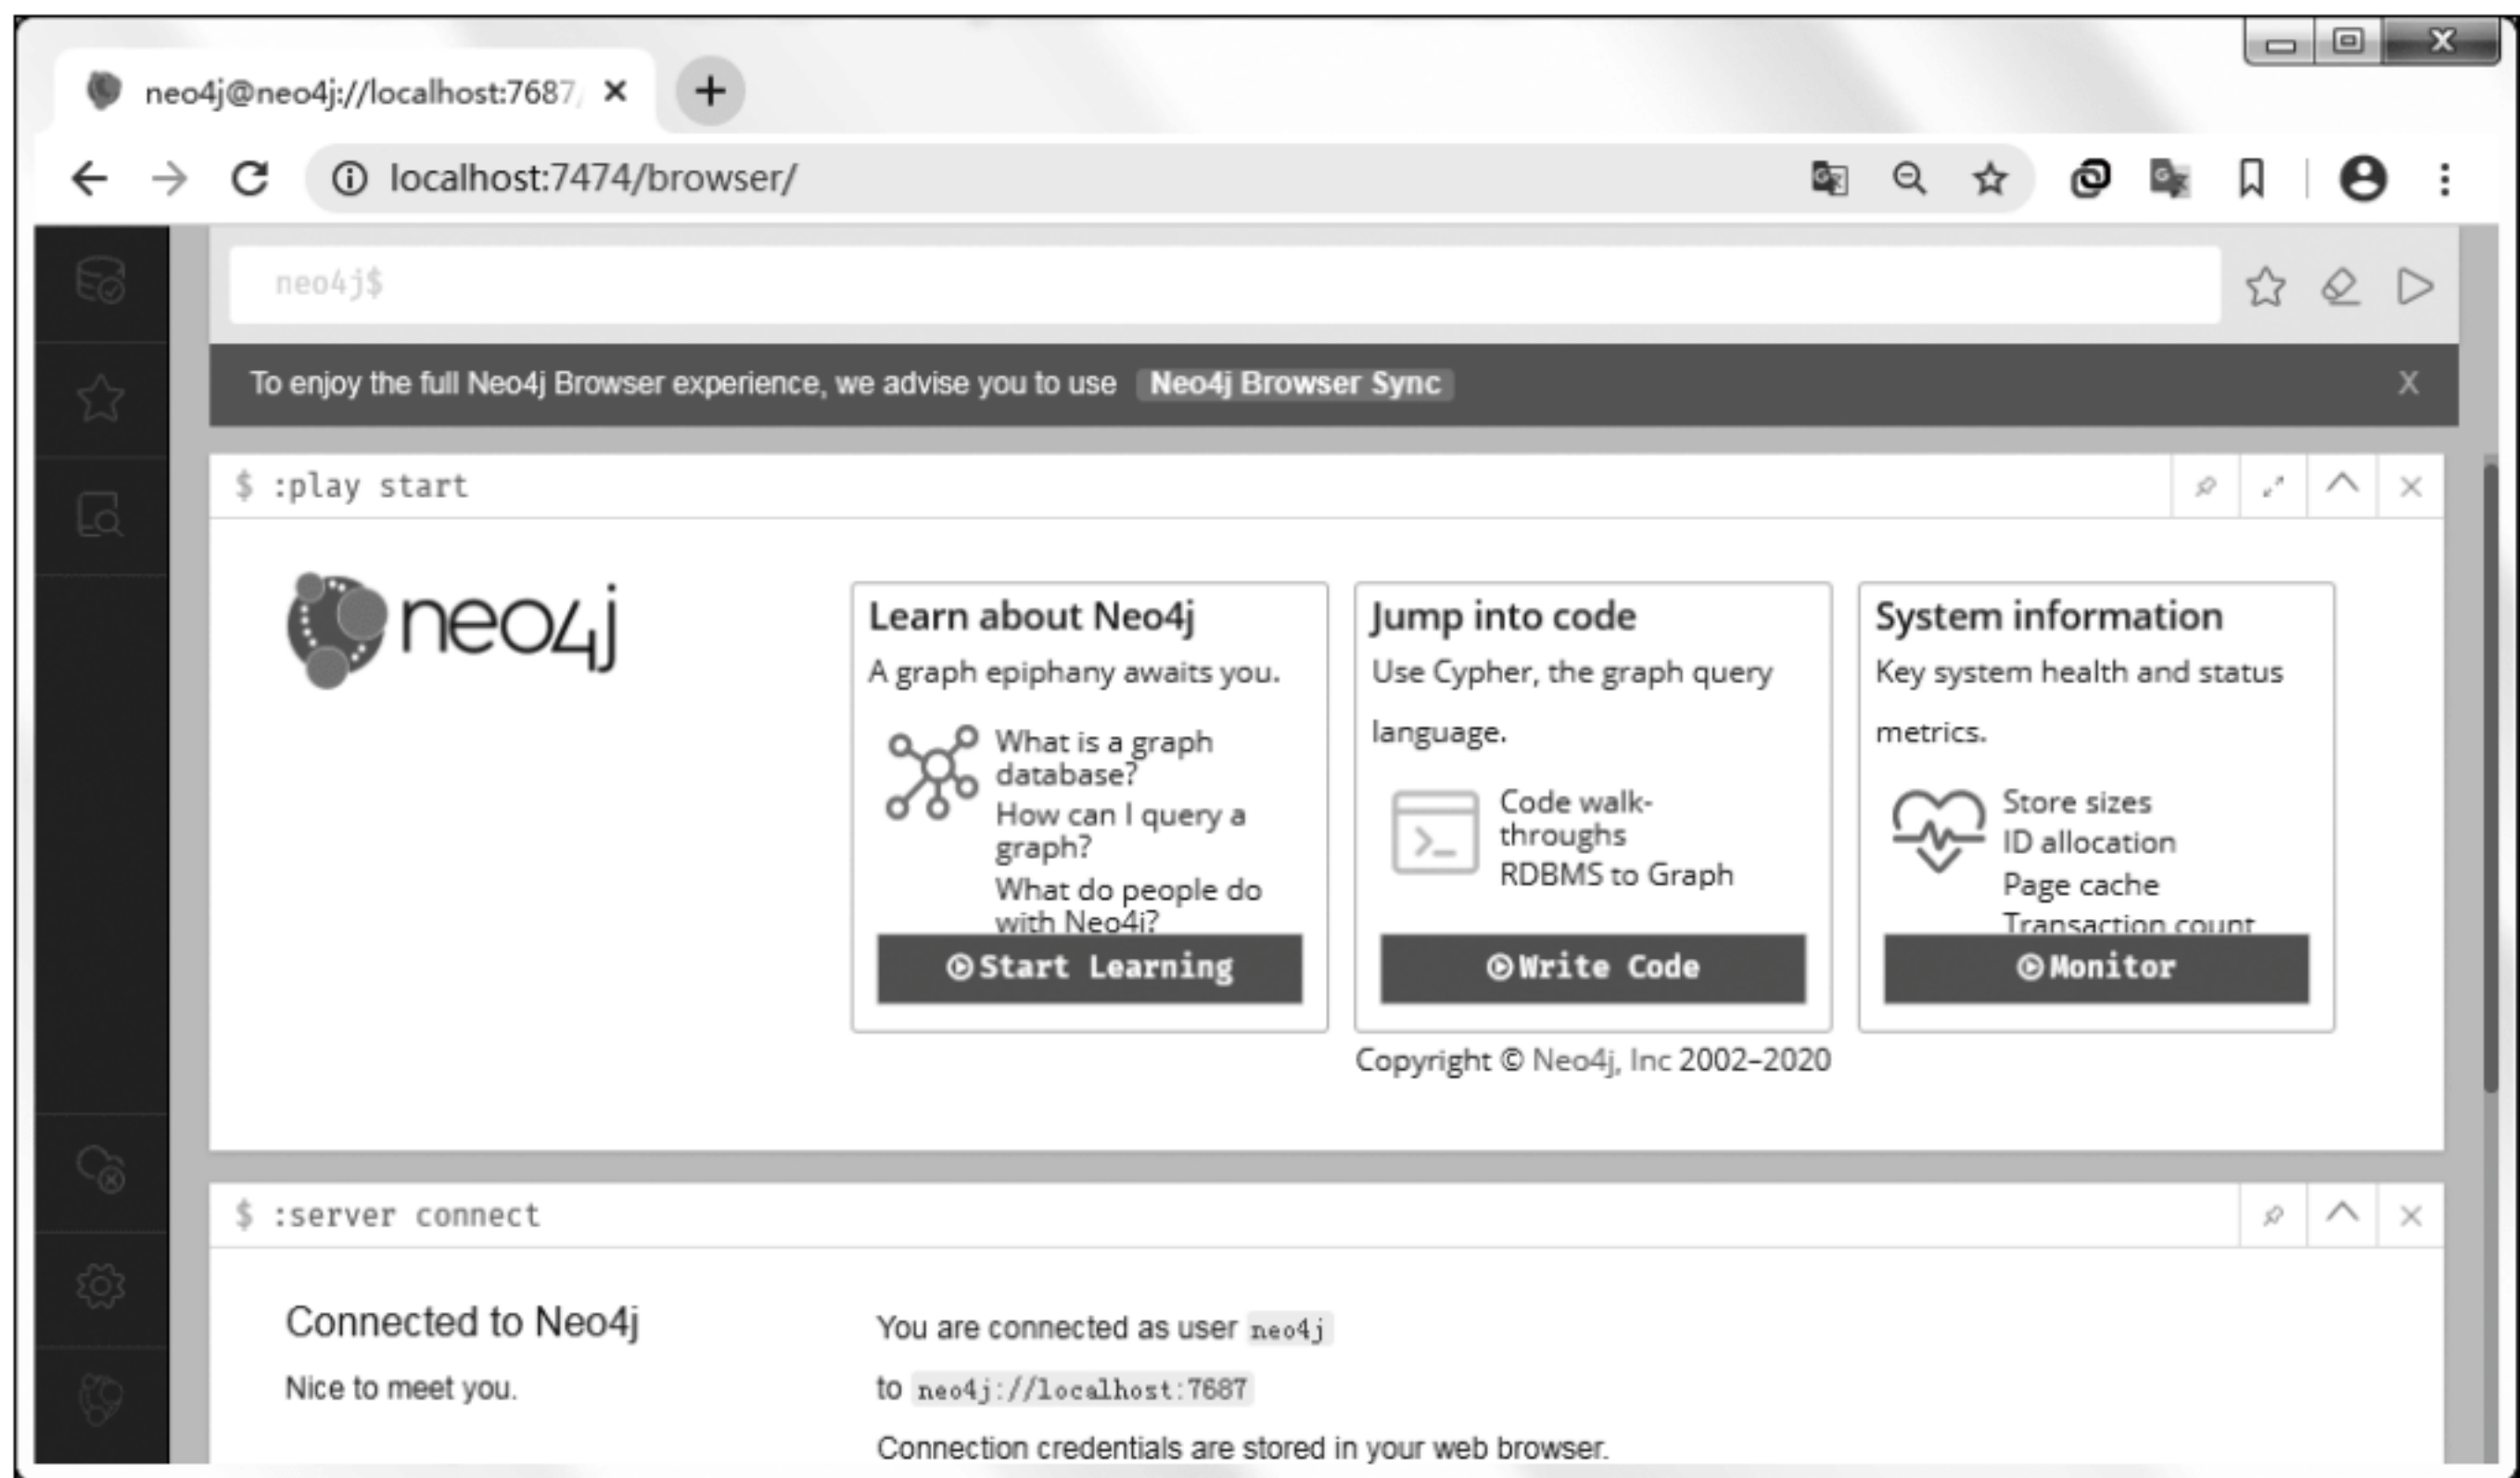 neo4j@neo4j://localhost:7687/
localhost:7474/browser/
neo4j$
To enjoy the full Neo4j Browser experience, we advise you to use Neo4j Browser Sync X
$ :play start
neo4j
Learn about Neo4j
A graph epiphany awaits you.
What is a graph
database?
How can I query a
graph?
What do people do
with Neo4j?
Start Learning
Jump into code
Use Cypher, the graph query
language.
Code walk-
throughs
RDBMS to Graph
Write Code
System information
Key system health and status
metrics.
Store sizes
ID allocation
Page cache
Transaction count
Monitor
Copyright © Neo4j, Inc 2002–2020
$ :server connect
Connected to Neo4j
Nice to meet you.
You are connected as user neo4j
to neo4j://localhost:7687
Connection credentials are stored in your web browser.